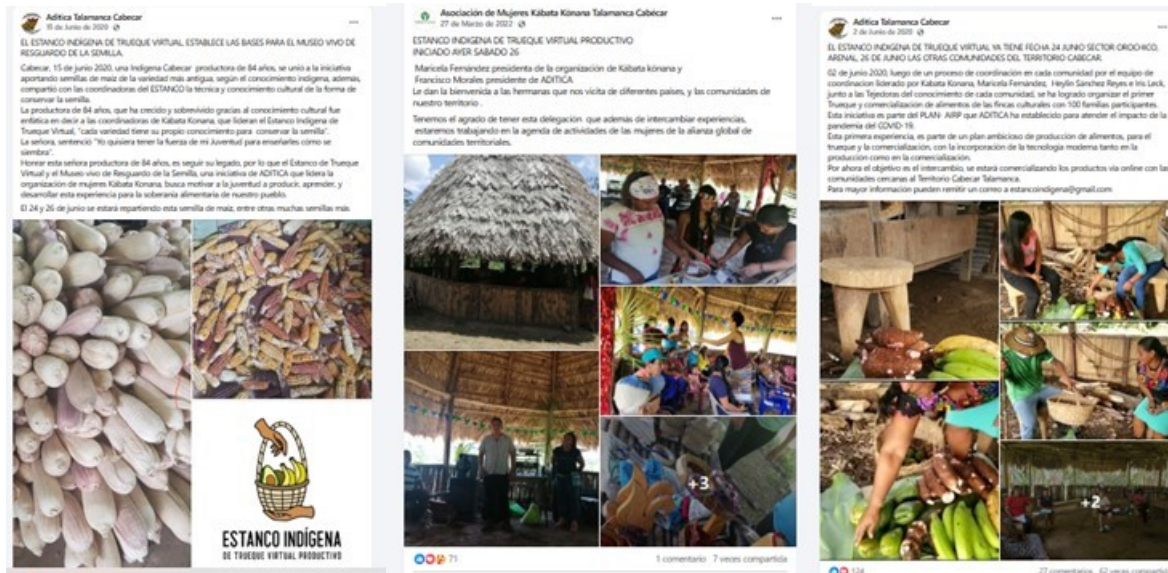 Aditica Talamanca Cabecar
15 de Junio de 2020
EL ESTANCO INDÍGENA DE TRUEQUE VIRTUAL, ESTABLECE LAS BASES PARA EL MUSEO VIVO DE
RESGUARDO DE LA SEMILLA.
Cabecar, 15 de junio 2020, una Indígena Cabecar productora de 84 años, se unio a la iniciativa
aportando semillas de maiz de la variedad más antigua, según el conocimiento indígena, además,
compartió con las coordinadoras del ESTANCO la técnica y conocimiento cultural de la forma de
conservar la semilla.
La productora de 84 años, que ha crecido y sobrevivido gracias al conocimiento cultural fue
enfática en decir a las coordinadoras de Kábata Konana, que lideran el Estanco Indígena de
Trueque Virtual, "cada variedad tiene su propio conocimiento para conservar la semilla".
La señora, sentenció "Yo quisiera tener la fuerza de mi Juventud para enseñarles cómo se
siembra".
Honrar esta señora productora de 84 años, es seguir su legado, por lo que el Estanco de Trueque
Virtual y el Museo vivo de Resguardo de la Semilla, una iniciativa de ADITICA que lidera la
organización de mujeres Kábata Konana, busca motivar a la juventud a producir, aprender, y
desarrollar esta experiencia para la soberania alimentaria de nuestro pueblo.
El 24 y 26 de junio se estará repartiendo esta semilla de maiz, entre otras muchas semillas más
ESTANCO INDÍGENA
DE TRUEQUE VIRTUAL PRODUCTIVO
Asociación de Mujeres Kábata Kónana Talamanca Cabécar
27 de Marzo de 2022
ESTANCO INDIGENA DE TRUEQUE VIRTUAL PRODUCTIVO
INICIADO AYER SABADO 26
Maricela Fernández presidenta de la organización de Kábata kónana y
Francisco Morales presidente de ADITICA
Le dan la bienvenida a las hermanas que nos vicita de diferentes países, y las comunidades de
nuestro territorio .
Tenemos el agrado de tener esta delegación que además de intercambiar experiencias,
estaremos trabajando en la agenda de actividades de las mujeres de la alianza global de
comunidades territoriales.
+3
71
1 comentario 7 veces compartida
Aditica Talamanca Cabecar
2 de Junio de 2020
EL ESTANCO INDÍGENA DE TRUEQUE VIRTUAL YA TIENE FECHA 24 JUNIO SECTOR OROCHICO,
ARENAL, 26 DE JUNIO LAS OTRAS COMUNIDADES DEL TERRITORIO CABECAR.
02 de junio 2020, luego de un proceso de coordinación en cada comunidad por el equipo de
coordinacion liderado por Kabata Konana, Maricela Fernández, Heylin Sánchez Reyes e Iris Leck,
junto a las Tejedoras del conocimiento de cada comunidad, se ha logrado organizar el primer
Trueque y comercialización de alimentos de las fincas culturales con 100 familias participantes.
Esta iniciativa es parte del PLAN- AIRP que ADITICA ha establecido para atender el impacto de la
pandemia del COVID-19.
Esta primera experiencia, es parte de un plan ambicioso de producción de alimentos, para el
trueque y la comercialización, con la incorporación de la tecnología moderna tanto en la
producción como en la comercialización.
Por ahora el objetivo es el intercambio, se estará comercializando los productos via online con las
comunidades cercanas al Territorio Cabecar Talamanca.
Para mayor información pueden remitir un correo a estancoindigena@gmail.com
+2
124
27 comentarios 62 veces compartida